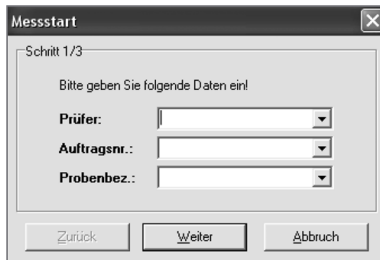 Messstart
Schritt 1/3
Bitte geben Sie folgende Daten ein!
Prüfer:
Auftragsnr.:
Probenbez.:
Zurück Weiter Abbruch